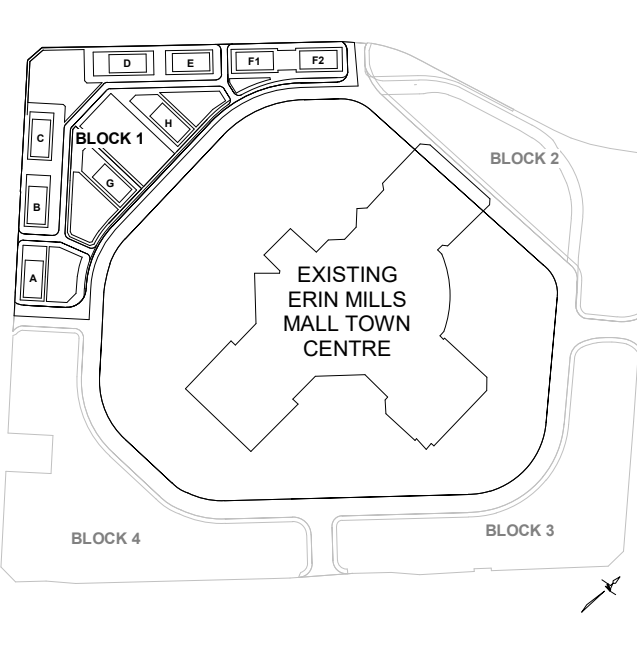 D
E
F1
F2
H
C
BLOCK 1
BLOCK 2
G
B
A
EXISTING
ERIN MILLS
MALL TOWN
CENTRE
BLOCK 4
BLOCK 3